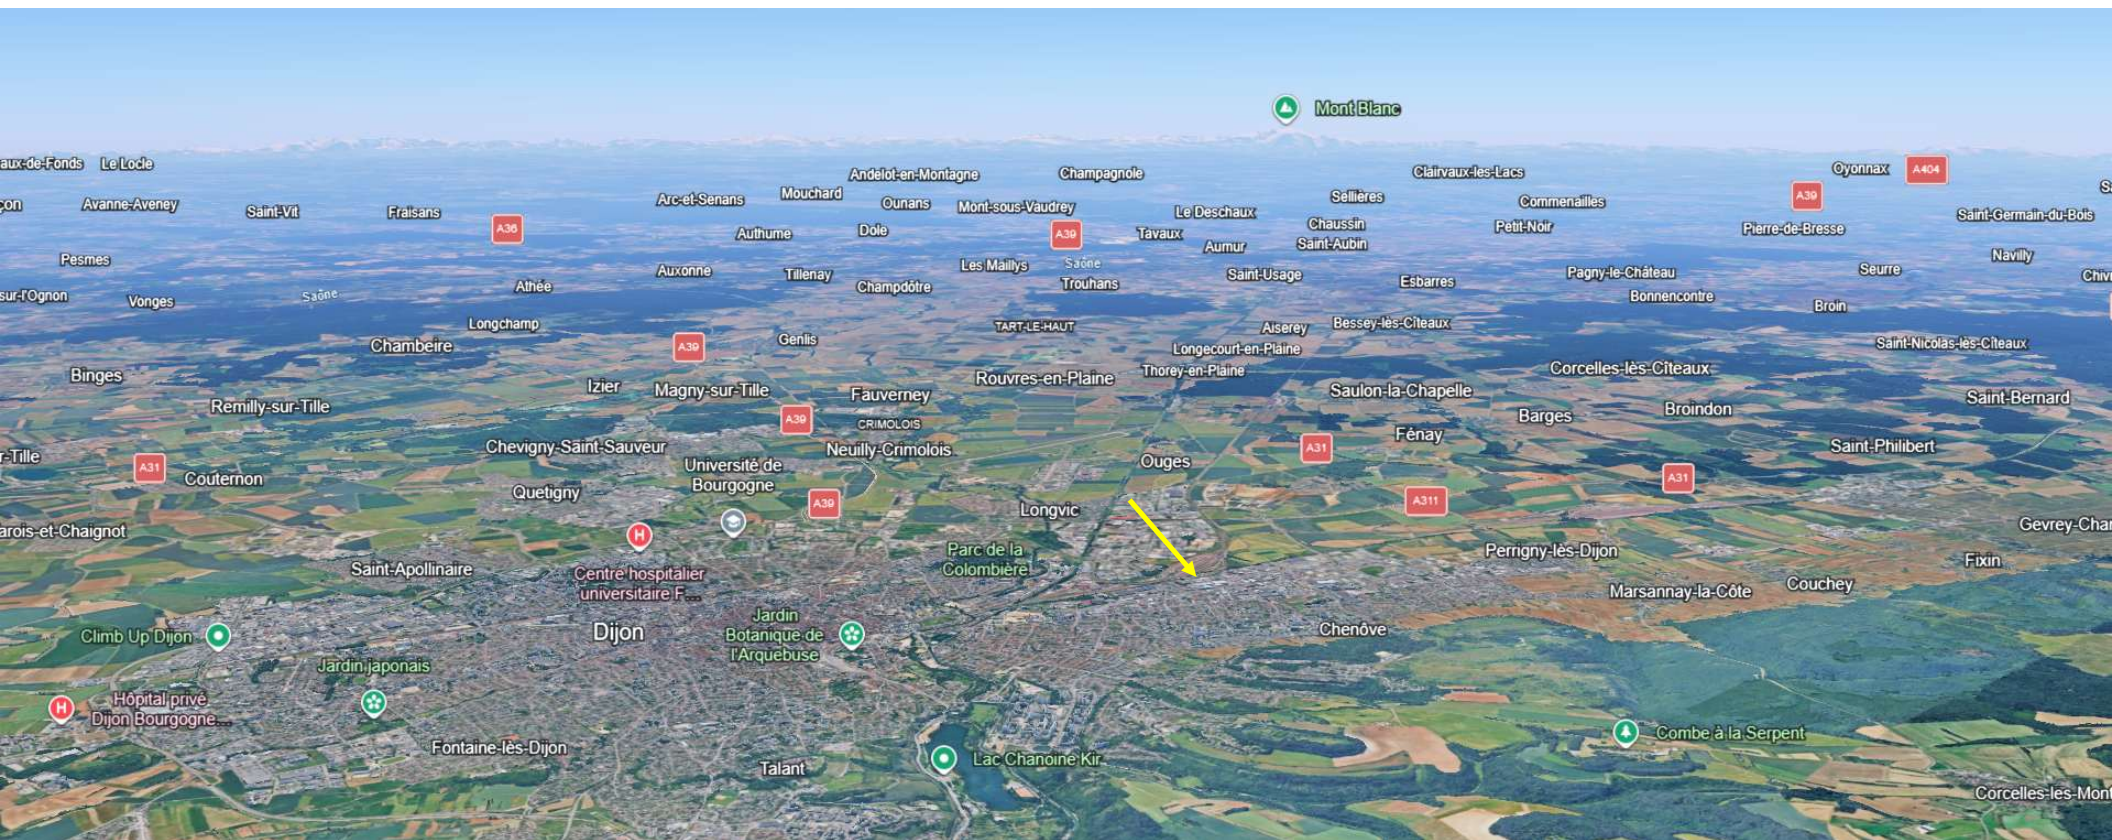 Mont Blanc
aux-de-Fonds
Le Locle
Andelot-en-Montagne
Champagnole
Clairvaux-les-Lacs
Oyonnax
A404
çon
Avanne-Aveney
Saint-Vit
Fraisans
Arc-et-Senans
Mouchard
Ounans
Mont-sous-Vaudrey
Le Deschaux
Sellières
Commenailles
A39
Saint-Germain-du-Bois
A36
Authume
Dole
A39
Tavaux
Aumur
Chaussin
Saint-Aubin
Petit-Noir
Pierre-de-Bresse
Navilly
Pesmes
Auxonne
Tillenay
Champdôtre
Les Maillys
Saône
Trouhans
Saint-Usage
Esbarres
Pagny-le-Château
Seurre
Chivr
sur-l'Ognon
Vonges
Saône
Athée
Bonnencontre
Broin
Longchamp
Chambeire
A39
Genlis
TART-LE-HAUT
Aiserey
Bessey-lès-Cîteaux
Longecourt-en-Plaine
Thorey-en-Plaine
Saint-Nicolas-lès-Cîteaux
Binges
Izier
Magny-sur-Tille
Rouvres-en-Plaine
Saulon-la-Chapelle
Corcelles-lès-Cîteaux
Remilly-sur-Tille
Fauverney
A39
CRIMOLOIS
Barges
Broindon
Saint-Bernard
r-Tille
A31
Couternon
Chevigny-Saint-Sauveur
Neuilly-Crimolois
Ouges
Fénay
A31
Saint-Philibert
A31
Quetigny
Université de
Bourgogne
A39
Longvic
A311
arois-et-Chaignot
Gevrey-Char
Saint-Apollinaire
Centre hospitalier
universitaire F...
Parc de la
Colombière
Perrigny-lès-Dijon
Fixin
Marsannay-la-Côte
Couchey
Climb Up Dijon
Dijon
Jardin
Botanique de
l'Arquebuse
Chenôve
Jardin japonais
Hôpital privé
Dijon Bourgogne...
Fontaine-lès-Dijon
Talant
Lac Chanoine Kir
Combe à la Serpent
Corcelles-les-Mont